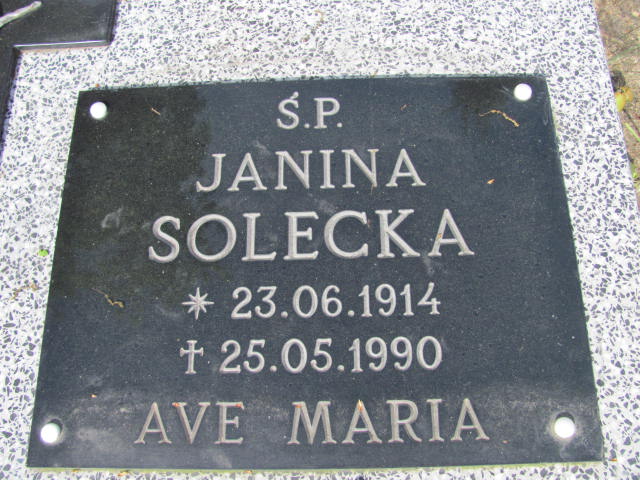 Ś.P.
JANINA
SOLECKA
* 23.06.1914
✝ 25.05.1990
AVE MARIA